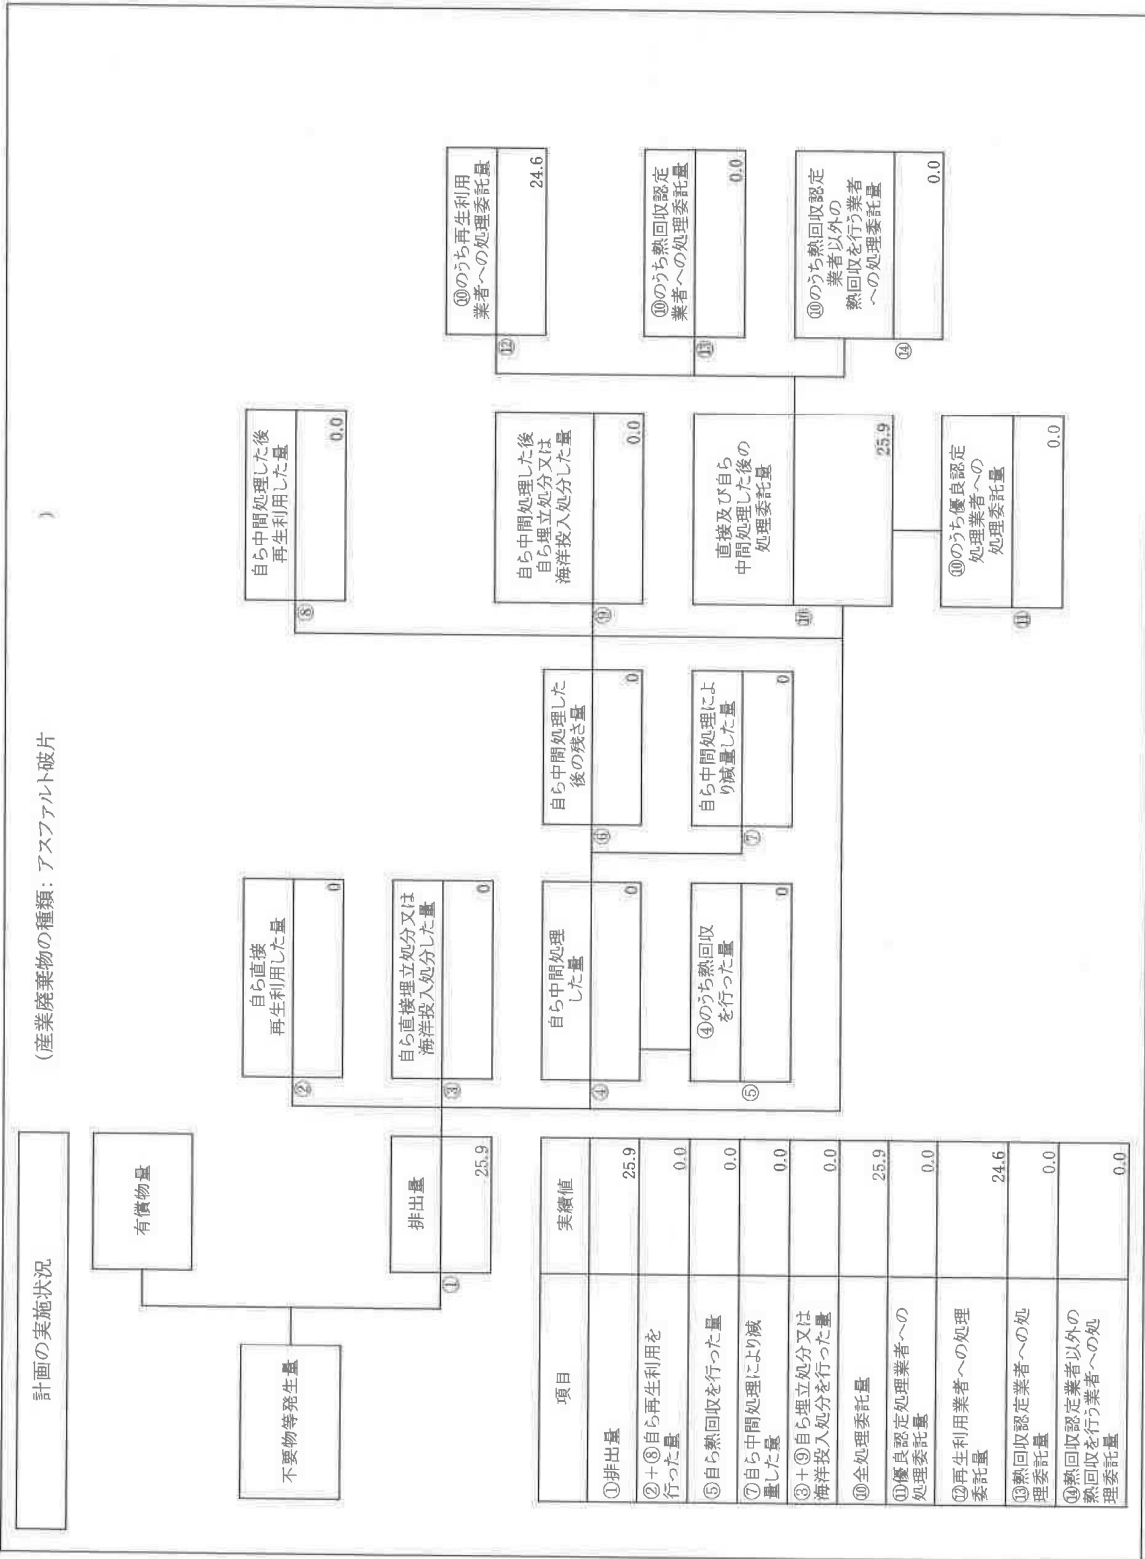 計画の実施状況
(産業廃棄物の種類: アスファルト破片
)
不要物等発生量
有償物量
①
排出量
25.9
②
自ら直接
再生利用した量
0
③
自ら直接埋立処分又は
海洋投入処分した量
0
④
自ら中間処理
した量
0
⑤
④のうち熱回収
を行った量
0
⑥
自ら中間処理した
後の残さ量
0
⑦
自ら中間処理によ
り減量した量
0
⑧
自ら中間処理した後
再生利用した量
0.0
⑨
自ら中間処理した後
自ら埋立処分又は
海洋投入処分した量
0.0
⑩
直接及び自ら
中間処理した後の
処理委託量
25.9
⑪
⑩のうち優良認定
処理業者への
処理委託量
0.0
⑫
⑩のうち再生利用
業者への処理委託量
24.6
⑬
⑩のうち熱回収認定
業者への処理委託量
0.0
⑭
⑩のうち熱回収認定
業者以外の
熱回収を行う業者
への処理委託量
0.0
項目 実績値
①排出量 25.9
②+⑧自ら再生利用を
行った量 0.0
⑤自ら熱回収を行った量 0.0
⑦自ら中間処理により減
量した量 0.0
③+⑨自ら埋立処分又は
海洋投入処分を行った量 0.0
⑩全処理委託量 25.9
⑪優良認定処理業者への
処理委託量 0.0
⑫再生利用業者への処理
委託量 24.6
⑬熱回収認定業者への処
理委託量 0.0
⑭熱回収認定業者以外の
熱回収を行う業者への処
理委託量 0.0